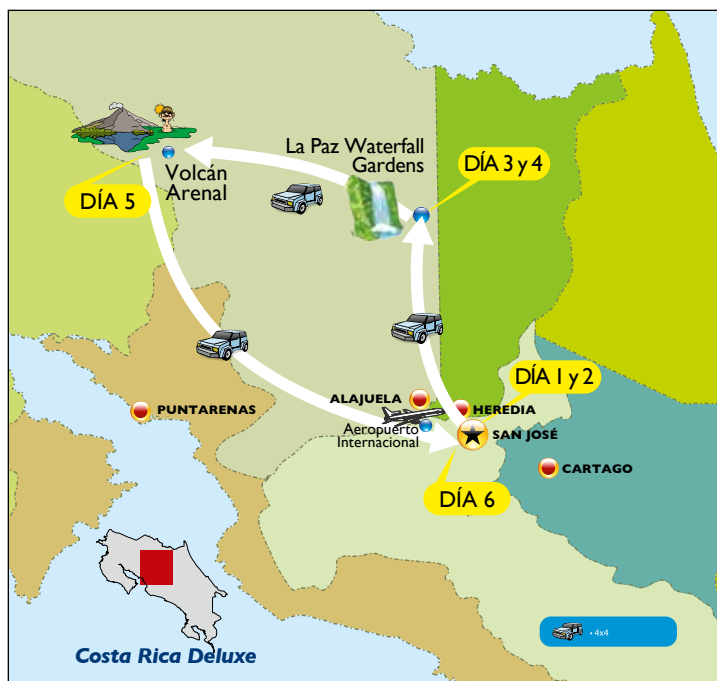 La Paz Waterfall
Gardens
DÍA 3 y 4
Volcán
Arenal
DÍA 5
DÍA 1 y 2
ALAJUELA
HEREDIA
PUNTARENAS
Aeropuerto
Internacional
SAN JOSÉ
CARTAGO
DÍA 6
• 4x4
Costa Rica Deluxe